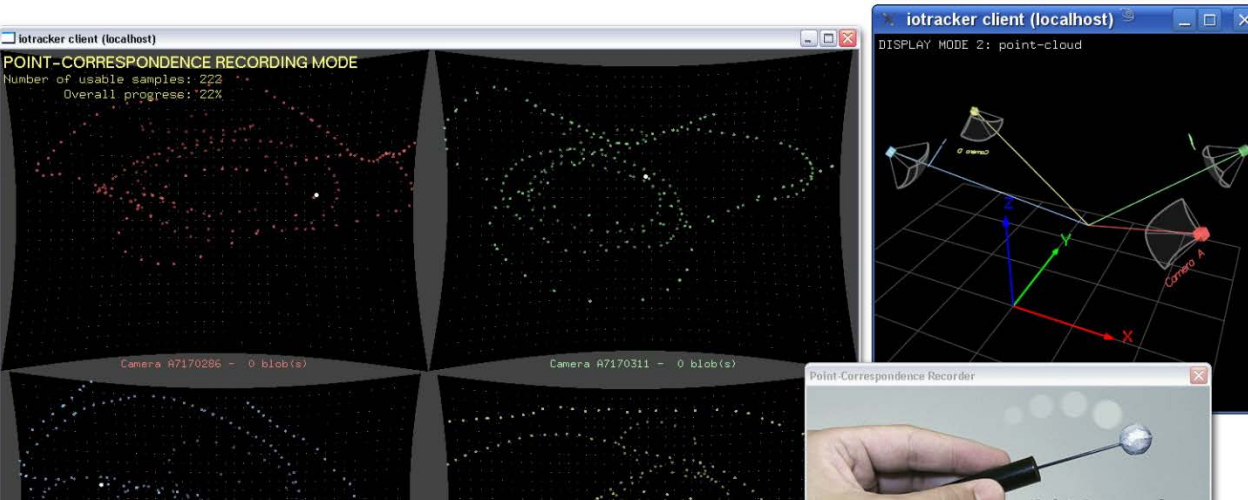 iotracker client (localhost)
POINT-CORRESPONDENCE RECORDING MODE
Number of usable samples: 222
Overall progress: 22%
Camera A7170286 - 0 blob(s)
Camera A7170311 - 0 blob(s)
iotracker client (localhost)
DISPLAY MODE 2: point-cloud
Camera D
Z
Y
Camera A
X
Point-Correspondence Recorder